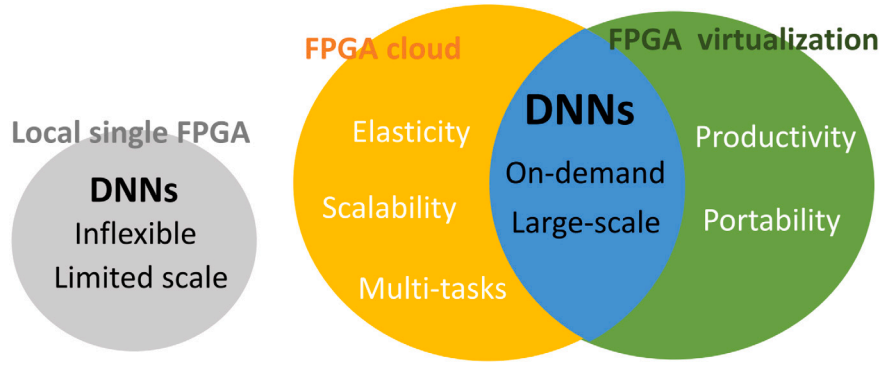 Local single FPGA
DNNs
Inflexible
Limited scale
FPGA cloud
Elasticity
Scalability
Multi-tasks
DNNs
On-demand
Large-scale
FPGA virtualization
Productivity
Portability